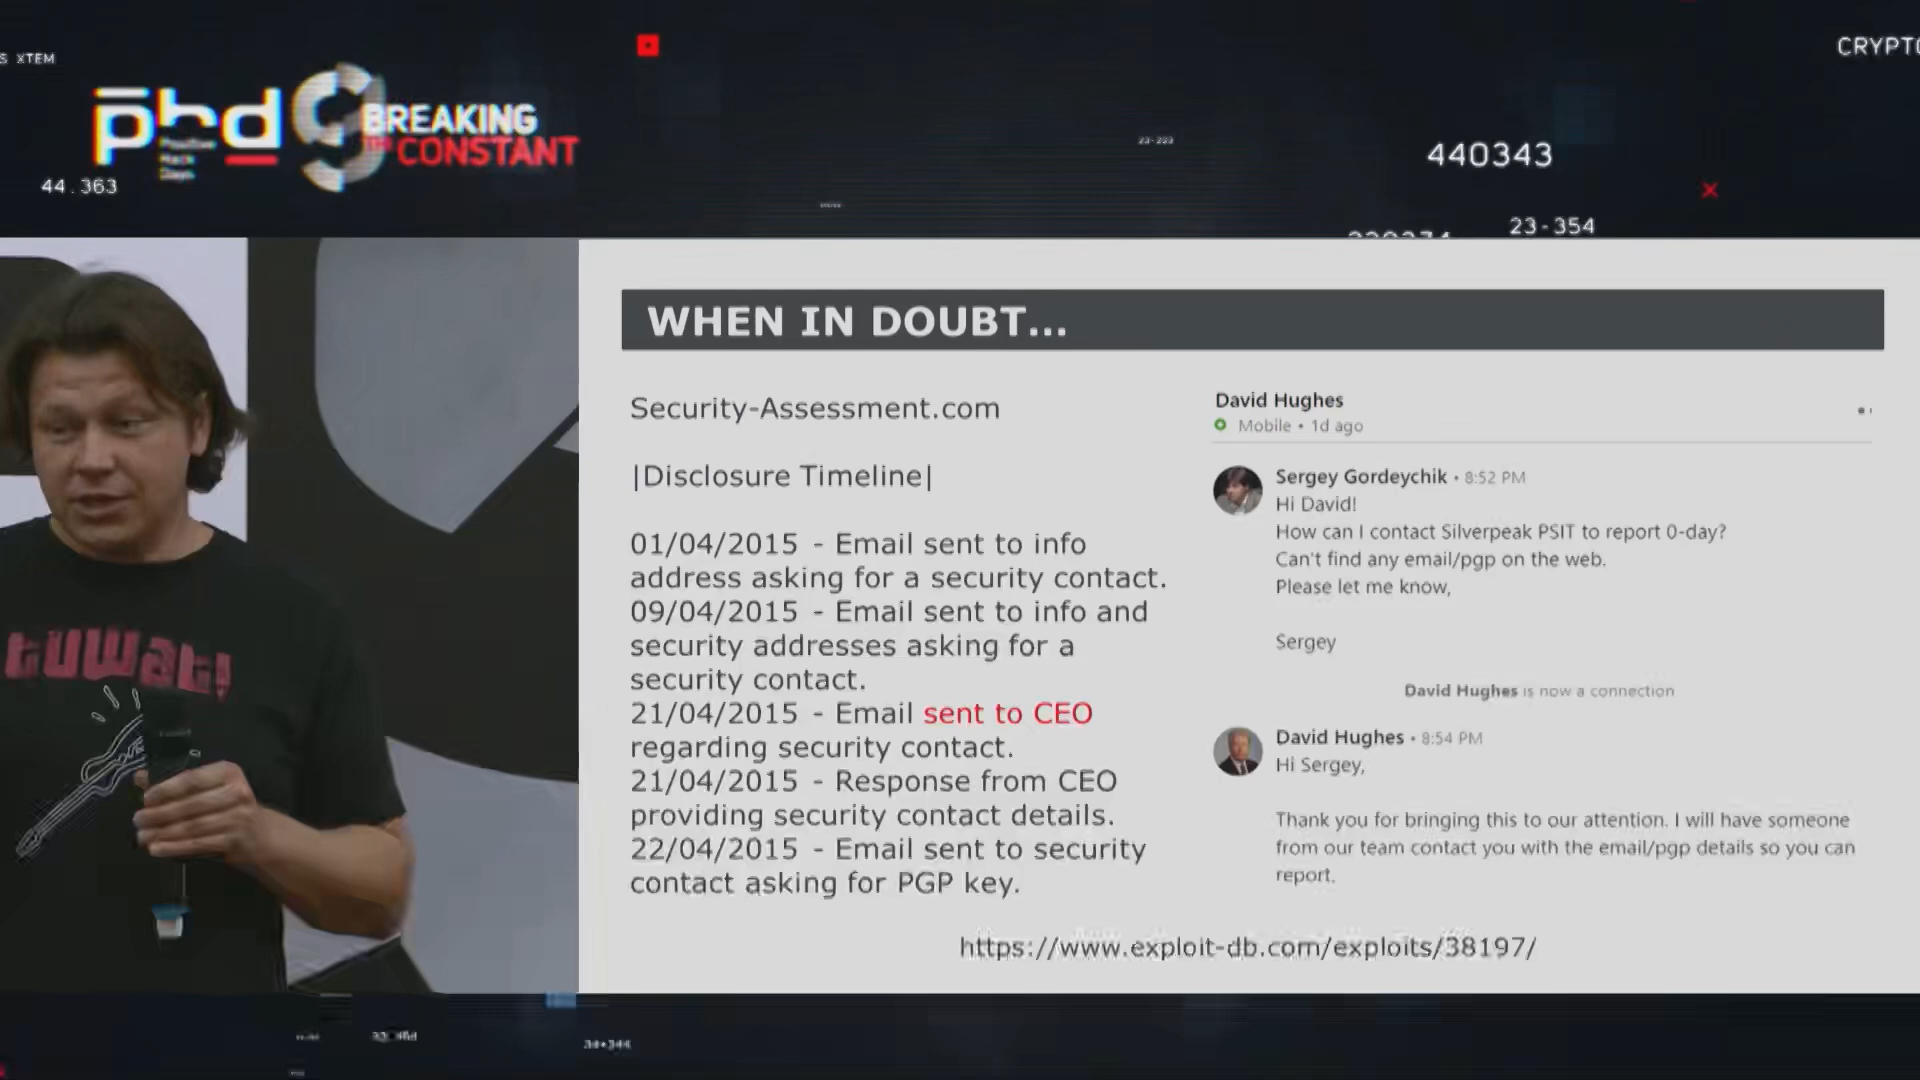 S XTEM
CRYPTO
phd
Positive
Hack
Days
9
BREAKING
THE CONSTANT
44.363
23-223
440343
23-354
WHEN IN DOUBT...
Security-Assessment.com
|Disclosure Timeline|
01/04/2015 - Email sent to info
address asking for a security contact.
09/04/2015 - Email sent to info and
security addresses asking for a
security contact.
21/04/2015 - Email sent to CEO
regarding security contact.
21/04/2015 - Response from CEO
providing security contact details.
22/04/2015 - Email sent to security
contact asking for PGP key.
David Hughes
Mobile • 1d ago
Sergey Gordeychik • 8:52 PM
Hi David!
How can I contact Silverpeak PSIT to report 0-day?
Can't find any email/pgp on the web.
Please let me know,
Sergey
David Hughes is now a connection
David Hughes • 8:54 PM
Hi Sergey,
Thank you for bringing this to our attention. I will have someone
from our team contact you with the email/pgp details so you can
report.
https://www.exploit-db.com/exploits/38197/
tuwat!